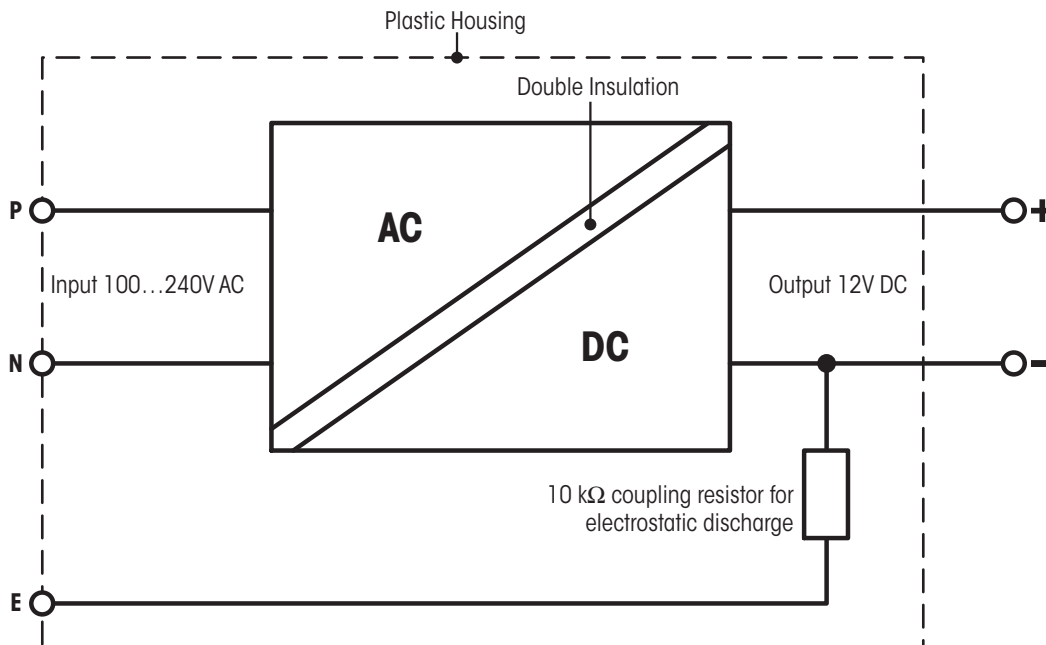 Plastic Housing
Double Insulation
P
AC
+
Input 100...240V AC
Output 12V DC
N
DC
–
10 kΩ coupling resistor for
electrostatic discharge
E